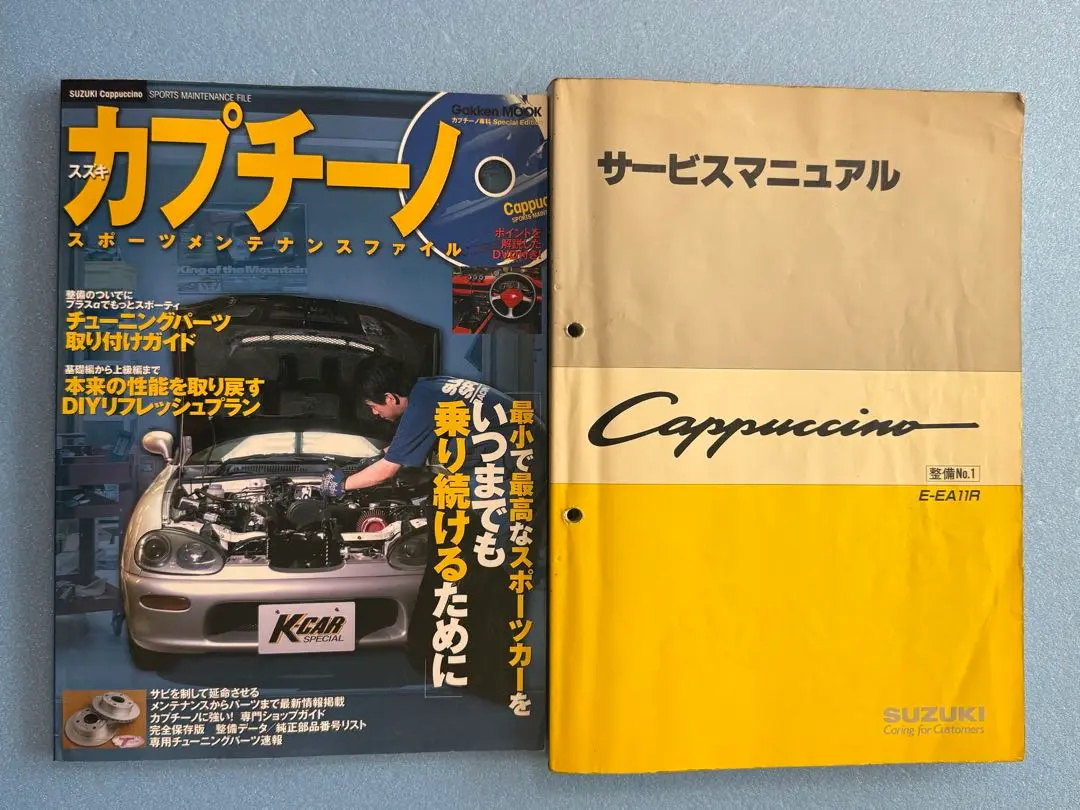 SUZUKI Cappuccino SPORTS MAINTENANCE FILE
Gakken MOOK
カプチーノ専科 Special Edition
スズキ
カプチーノ
スポーツメンテナンスファイル
Cappuc
SPORTS MAINT
ポイントを
解説した
DVD付き!
King of the Mountain
整備のついでに
プラスαでもっとスポーティ
チューニングパーツ
取り付けガイド
基礎編から上級編まで
本来の性能を取り戻す
DIYリフレッシュプラン
最小で最高なスポーツカーを
いつまでも
乗り続けるために
K-CAR
SPECIAL
サビを制して延命させる
メンテナンスからパーツまで最新情報掲載
カプチーノに強い! 専門ショップガイド
完全保存版 整備データ/純正部品番号リスト
専用チューニングパーツ速報
サービスマニュアル
Cappuccino
整備No.1
E-EA11R
SUZUKI
Caring for Customers